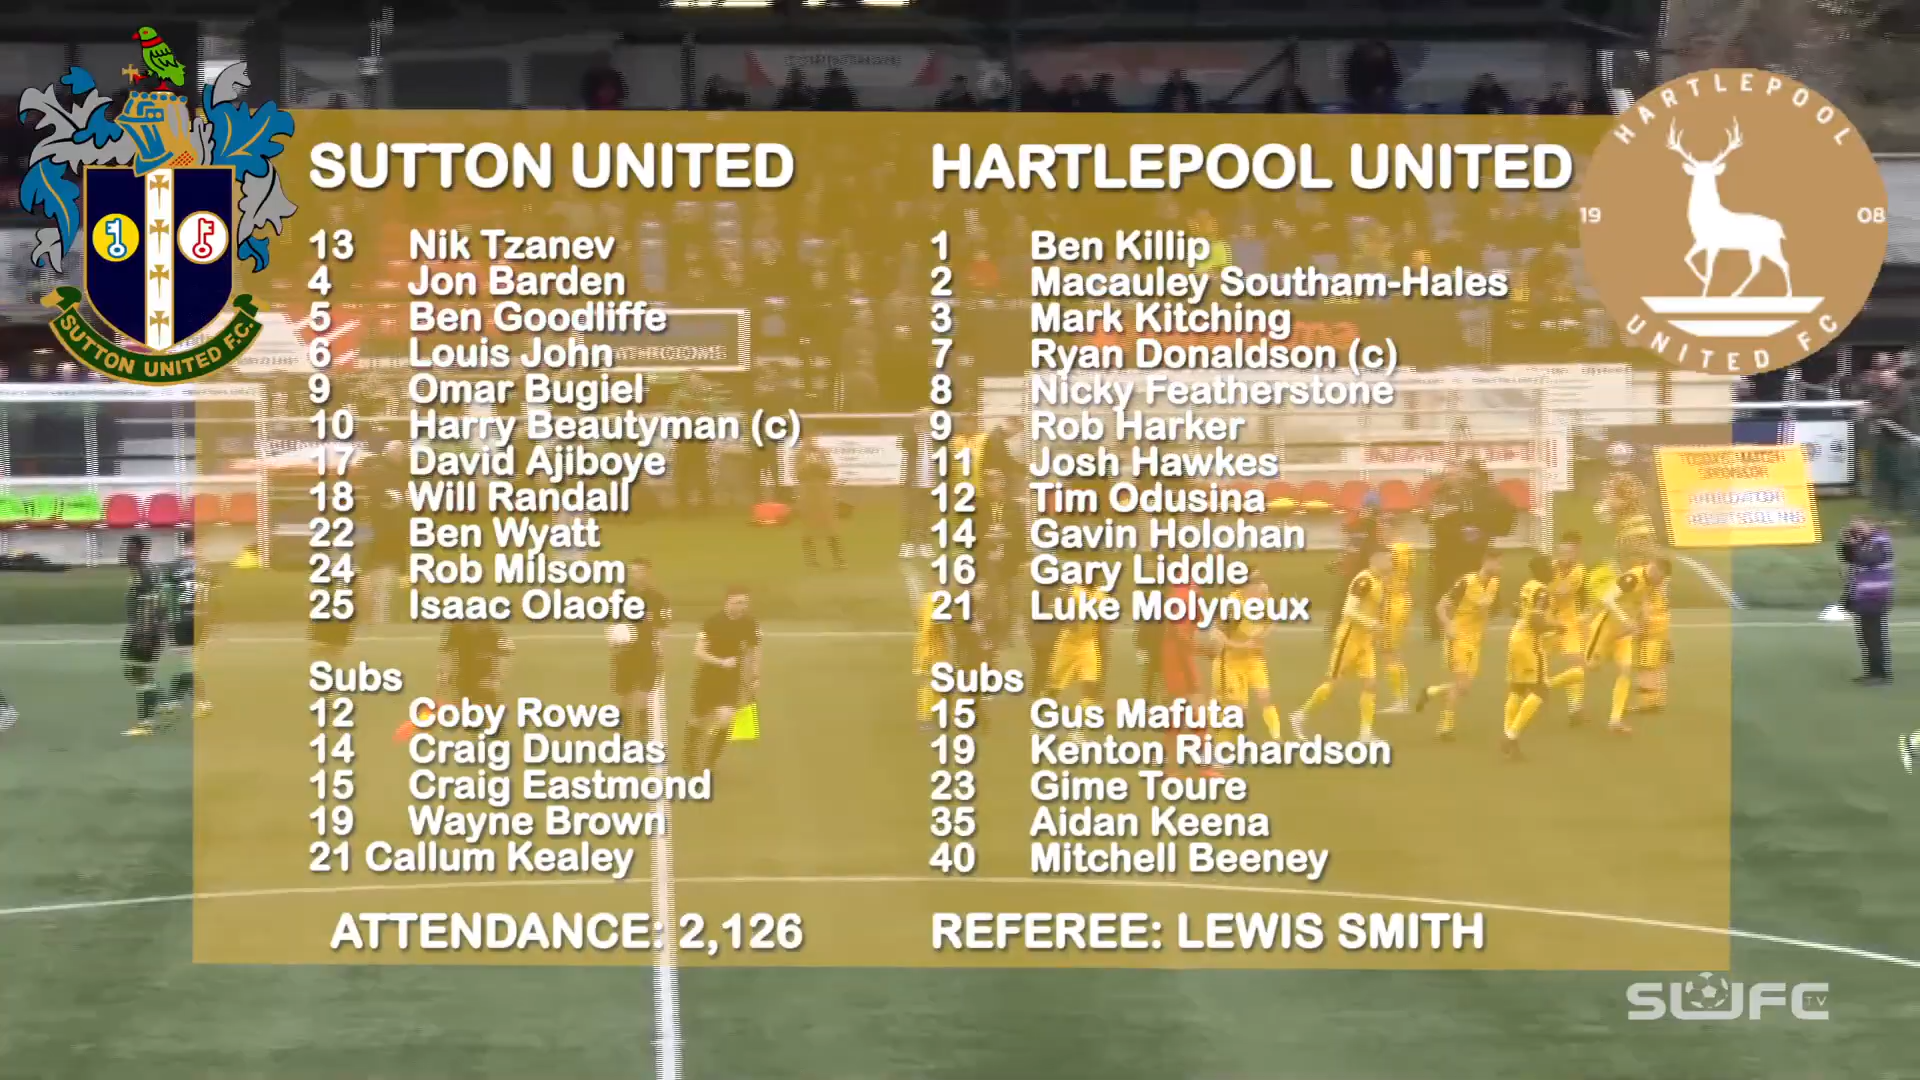 SUTTON UNITED
13 Nik Tzanev
4 Jon Barden
5 Ben Goodliffe
6 Louis John
9 Omar Bugiel
10 Harry Beautyman (c)
17 David Ajiboye
18 Will Randall
22 Ben Wyatt
24 Rob Milsom
25 Isaac Olaofe
Subs
12 Coby Rowe
14 Craig Dundas
15 Craig Eastmond
19 Wayne Brown
21 Callum Kealey
ATTENDANCE: 2,126
HARTLEPOOL UNITED
1 Ben Killip
2 Macauley Southam-Hales
3 Mark Kitching
7 Ryan Donaldson (c)
8 Nicky Featherstone
9 Rob Harker
11 Josh Hawkes
12 Tim Odusina
14 Gavin Holohan
16 Gary Liddle
21 Luke Molyneux
Subs
15 Gus Mafuta
19 Kenton Richardson
23 Gime Toure
35 Aidan Keena
40 Mitchell Beeney
REFEREE: LEWIS SMITH
SUTTON UNITED F.C.
HARTLEPOOL
19 08
UNITED FC
TODAY'S MATCH
SPONSOR
SUFC TV